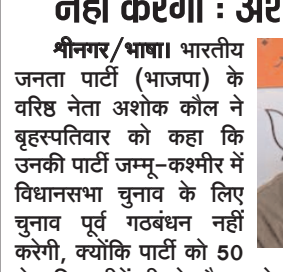 नहीं करेगी : अश
श्रीनगर/भाषा। भारतीय
जनता पार्टी (भाजपा) के
वरिष्ठ नेता अशोक कौल ने
बृहस्पतिवार को कहा कि
उनकी पार्टी जम्मू-कश्मीर में
विधानसभा चुनाव के लिए
चुनाव पूर्व गठबंधन नहीं
करेगी, क्योंकि पार्टी को 50